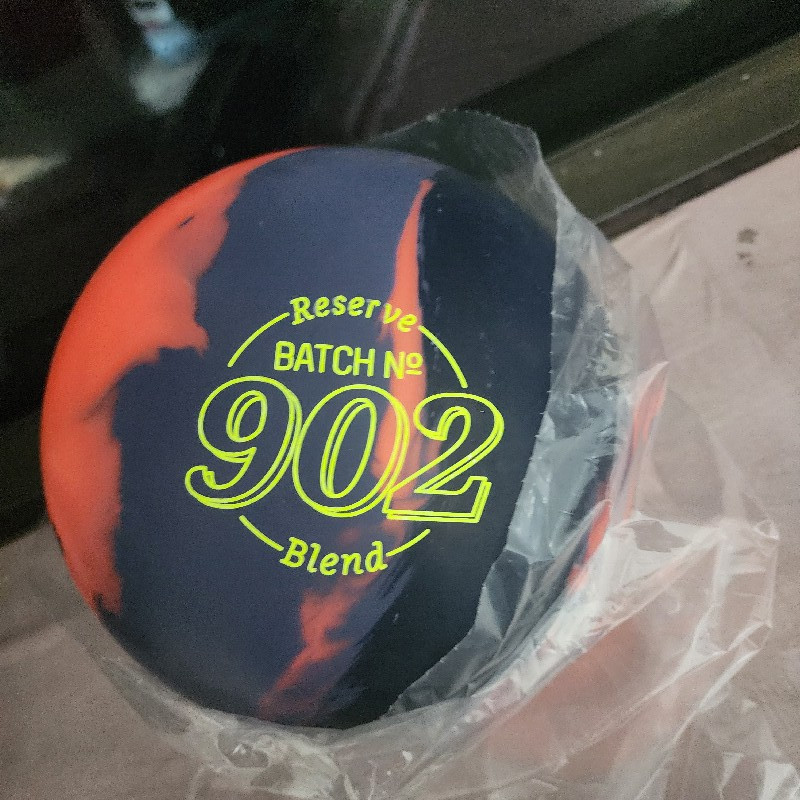 Reserve
BATCH Nº
902
Blend